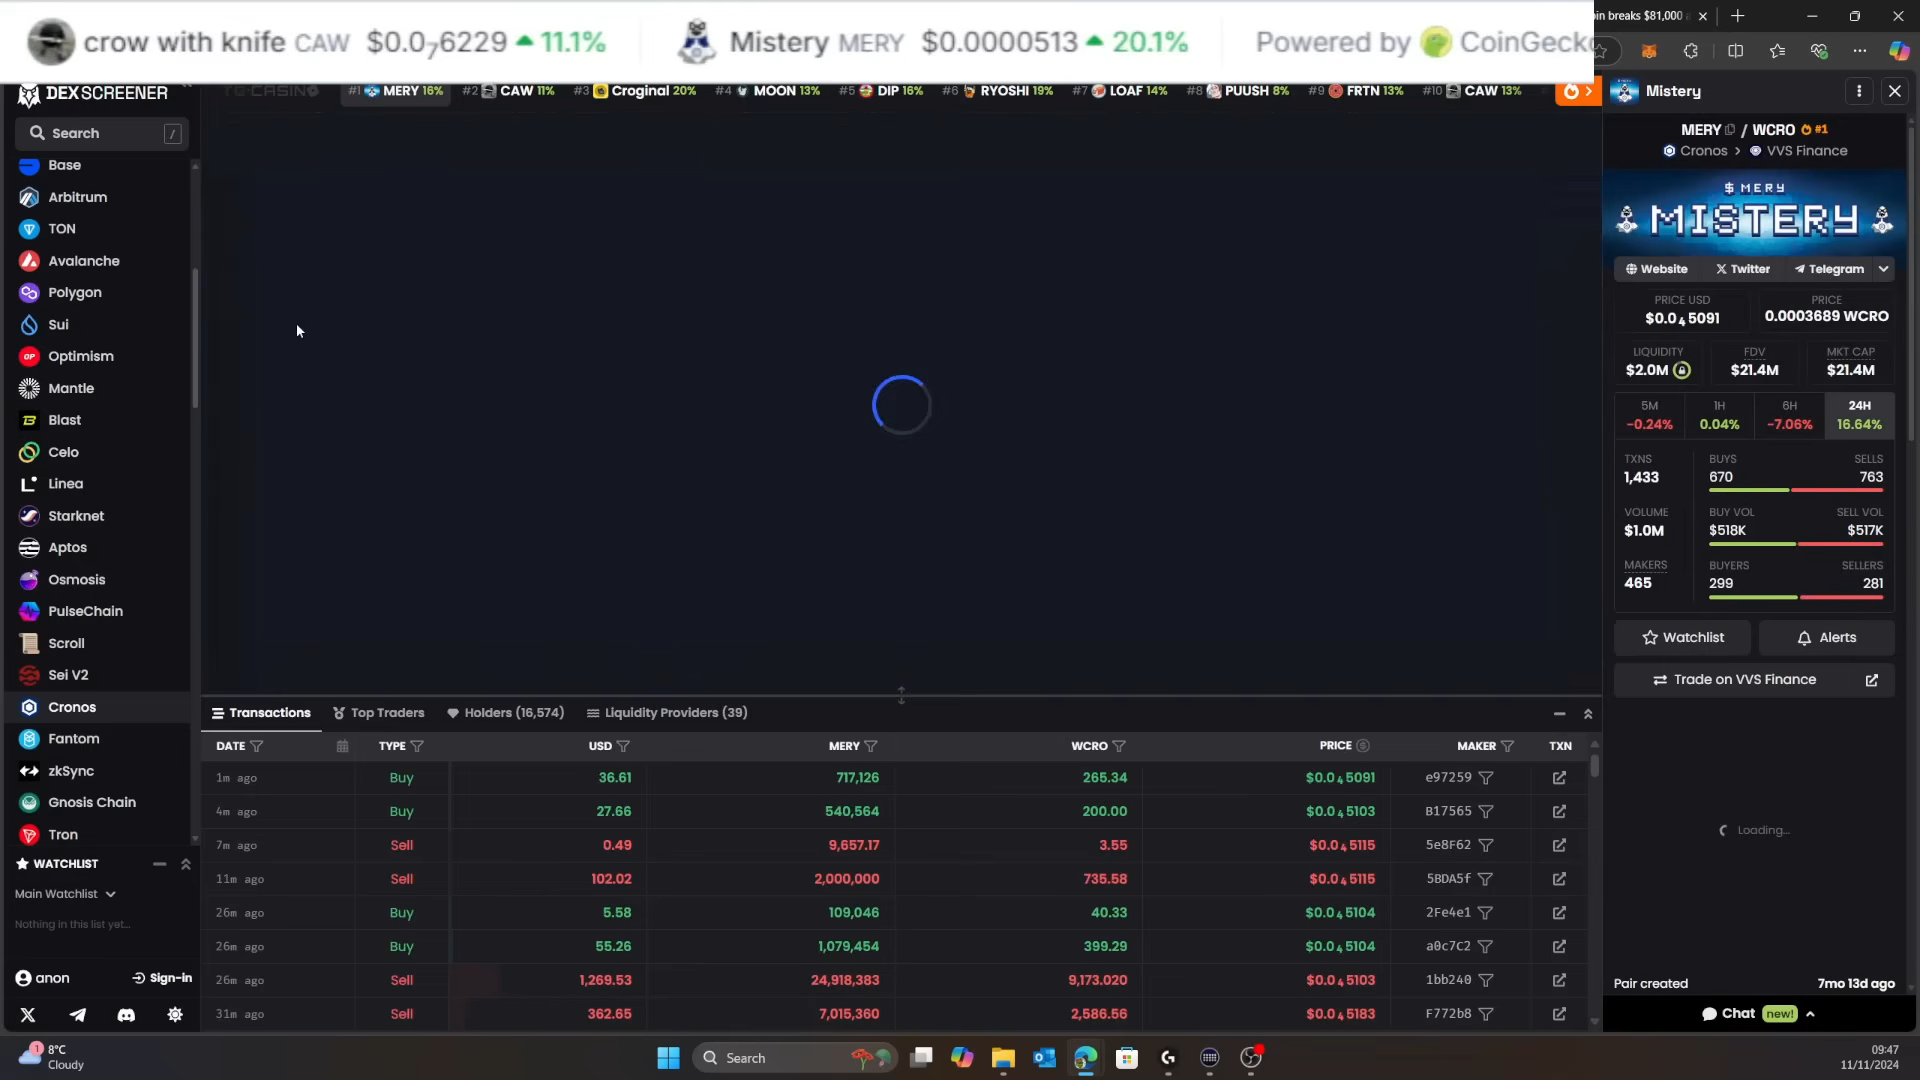 crow with knife CAW $0.0₇6229 ▲ 11.1% Mistery MERY $0.0000513 ▲ 20.1% Powered by CoinGecko
oin breaks $81,000
DEXSCREENER
TG.CASINO
#1 MERY 16% #2 CAW 11% #3 Croginal 20% #4 MOON 13% #5 DIP 16% #6 RYOSHI 19% #7 LOAF 14% #8 PUUSH 8% #9 FRTN 13% #10 CAW 13%
Search /
Base
Arbitrum
TON
Avalanche
Polygon
Sui
Optimism
Mantle
Blast
Celo
Linea
Starknet
Aptos
Osmosis
PulseChain
Scroll
Sei V2
Cronos
Fantom
zkSync
Gnosis Chain
Tron
WATCHLIST
Main Watchlist
Nothing in this list yet...
anon Sign-in
Transactions Top Traders Holders (16,574) Liquidity Providers (39)
DATE TYPE USD MERY WCRO PRICE MAKER TXN
1m ago Buy 36.61 717,126 265.34 $0.0₄5091 e97259
4m ago Buy 27.66 540,564 200.00 $0.0₄5103 B17565
7m ago Sell 0.49 9,657.17 3.55 $0.0₄5115 5e8F62
11m ago Sell 102.02 2,000,000 735.58 $0.0₄5115 5BDA5f
26m ago Buy 5.58 109,046 40.33 $0.0₄5104 2Fe4e1
26m ago Buy 55.26 1,079,454 399.29 $0.0₄5104 a0c7C2
26m ago Sell 1,269.53 24,918,383 9,173.020 $0.0₄5103 1bb240
31m ago Sell 362.65 7,015,360 2,586.56 $0.0₄5183 F772b8
Mistery
MERY / WCRO #1
Cronos > VVS Finance
$ MERY
MISTERY
Website Twitter Telegram
PRICE USD PRICE
$0.0₄5091 0.0003689 WCRO
LIQUIDITY FDV MKT CAP
$2.0M $21.4M $21.4M
5M 1H 6H 24H
-0.24% 0.04% -7.06% 16.64%
TXNS BUYS SELLS
1,433 670 763
VOLUME BUY VOL SELL VOL
$1.0M $518K $517K
MAKERS BUYERS SELLERS
465 299 281
Watchlist Alerts
Trade on VVS Finance
Loading...
Pair created 7mo 13d ago
Chat new!
1
8°C
Cloudy
Search
09:47
11/11/2024